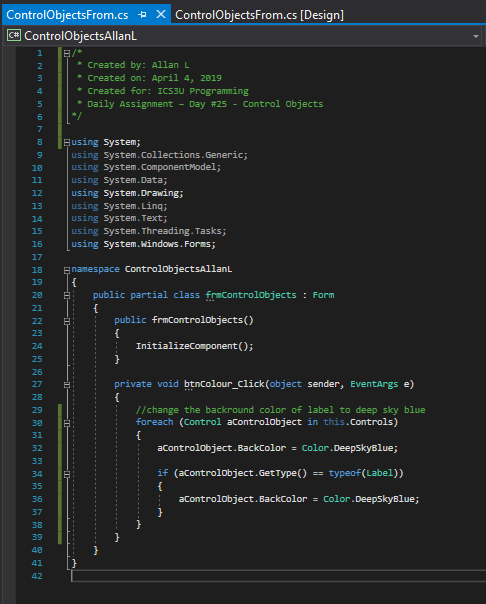 ControlObjectsFrom.cs ControlObjectsFrom.cs [Design]
C# ControlObjectsAllanL
1 /*
2 * Created by: Allan L
3 * Created on: April 4, 2019
4 * Created for: ICS3U Programming
5 * Daily Assignment – Day #25 - Control Objects
6 */
7
8 using System;
9 using System.Collections.Generic;
10 using System.ComponentModel;
11 using System.Data;
12 using System.Drawing;
13 using System.Linq;
14 using System.Text;
15 using System.Threading.Tasks;
16 using System.Windows.Forms;
17
18 namespace ControlObjectsAllanL
19 {
20 public partial class frmControlObjects : Form
21 {
22 public frmControlObjects()
23 {
24 InitializeComponent();
25 }
26
27 private void btnColour_Click(object sender, EventArgs e)
28 {
29 //change the backround color of label to deep sky blue
30 foreach (Control aControlObject in this.Controls)
31 {
32 aControlObject.BackColor = Color.DeepSkyBlue;
33
34 if (aControlObject.GetType() == typeof(Label))
35 {
36 aControlObject.BackColor = Color.DeepSkyBlue;
37 }
38 }
39 }
40 }
41 }
42